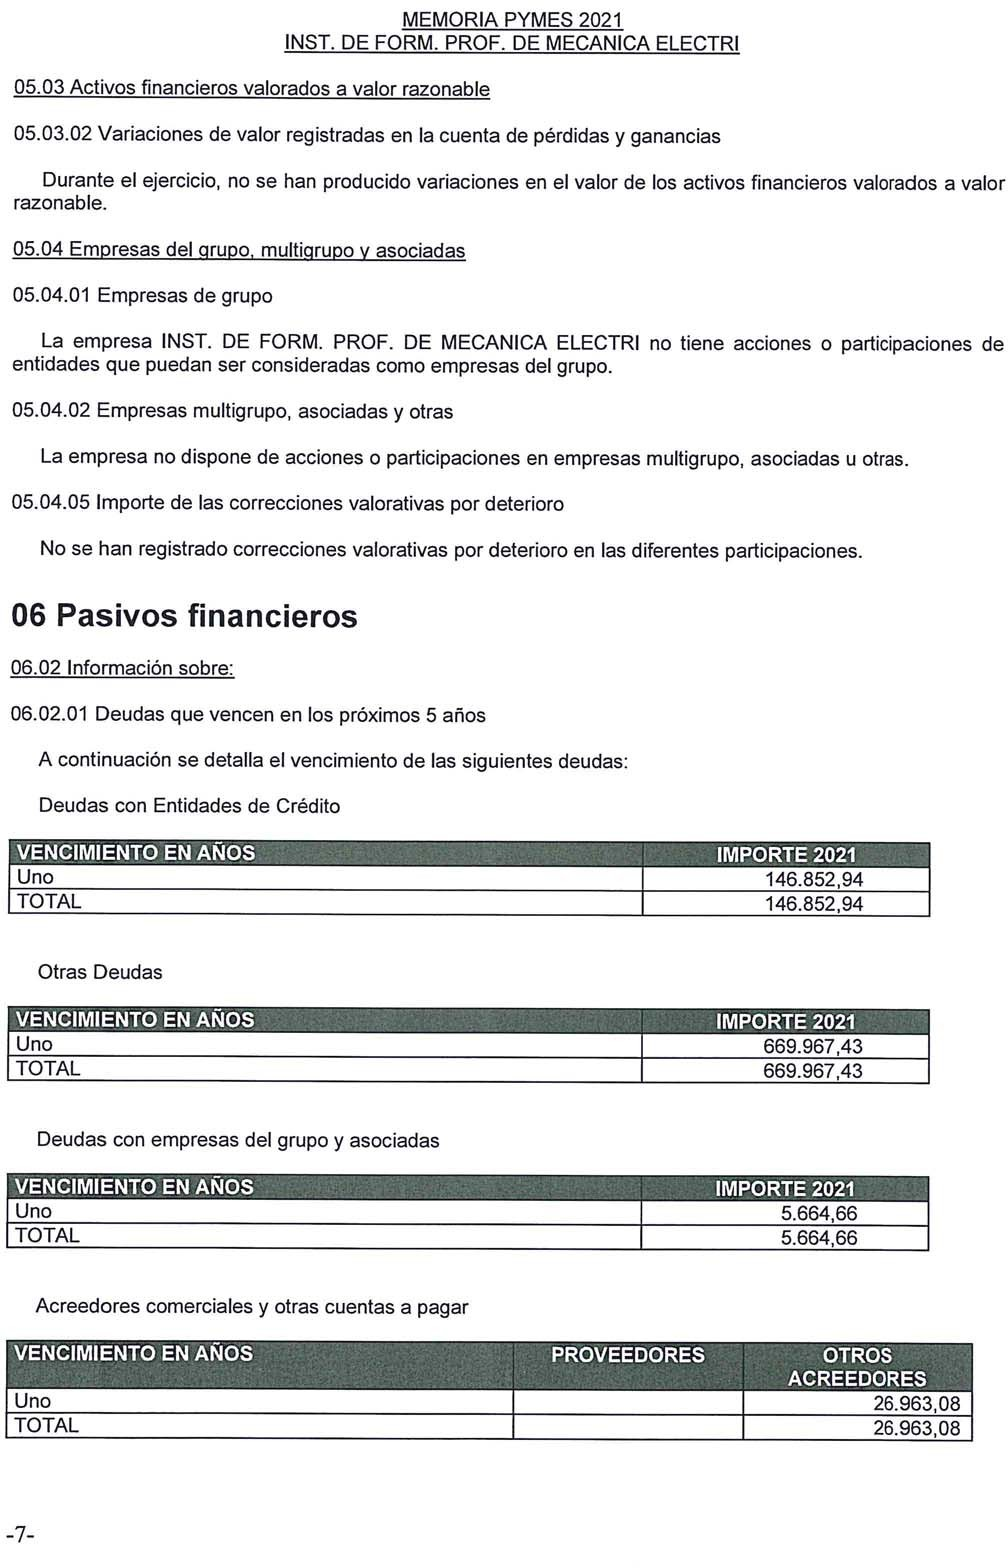 MEMORIA PYMES 2021
INST. DE FORM. PROF. DE MECANICA ELECTRI
05.03 Activos financieros valorados a valor razonable
05.03.02 Variaciones de valor registradas en la cuenta de pérdidas y ganancias
Durante el ejercicio, no se han producido variaciones en el valor de los activos financieros valorados a valor
razonable.
05.04 Empresas del grupo, multigrupo y asociadas
05.04.01 Empresas de grupo
La empresa INST. DE FORM. PROF. DE MECANICA ELECTRI no tiene acciones o participaciones de
entidades que puedan ser consideradas como empresas del grupo.
05.04.02 Empresas multigrupo, asociadas y otras
La empresa no dispone de acciones o participaciones en empresas multigrupo, asociadas u otras.
05.04.05 Importe de las correcciones valorativas por deterioro
No se han registrado correcciones valorativas por deterioro en las diferentes participaciones.
06 Pasivos financieros
06.02 Información sobre:
06.02.01 Deudas que vencen en los próximos 5 años
A continuación se detalla el vencimiento de las siguientes deudas:
Deudas con Entidades de Crédito
VENCIMIENTO EN AÑOS IMPORTE 2021
Uno 146.852,94
TOTAL 146.852,94
Otras Deudas
VENCIMIENTO EN AÑOS IMPORTE 2021
Uno 669.967,43
TOTAL 669.967,43
Deudas con empresas del grupo y asociadas
VENCIMIENTO EN AÑOS IMPORTE 2021
Uno 5.664,66
TOTAL 5.664,66
Acreedores comerciales y otras cuentas a pagar
VENCIMIENTO EN AÑOS PROVEEDORES OTROS
ACREEDORES
Uno 26.963,08
TOTAL 26.963,08
-7-